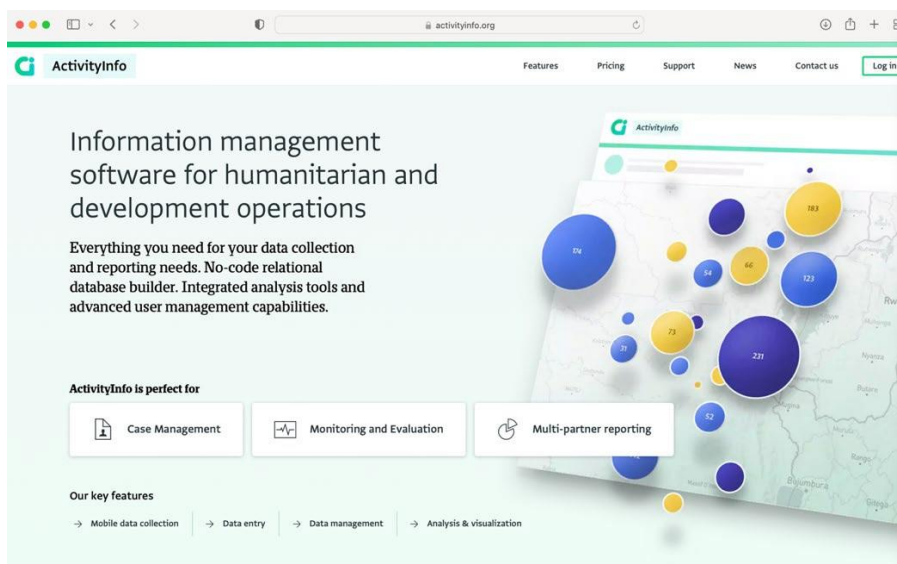 activityinfo.org
ActivityInfo
Features
Pricing
Support
News
Contact us
Log in
Information management
software for humanitarian and
development operations
Everything you need for your data collection
and reporting needs. No-code relational
database builder. Integrated analysis tools and
advanced user management capabilities.
ActivityInfo
183
174
66
54
123
73
31
231
52
Nyanza
Butare
Bujumbura
Gitega
ActivityInfo is perfect for
Case Management
Monitoring and Evaluation
Multi-partner reporting
Our key features
Mobile data collection
Data entry
Data management
Analysis & visualization